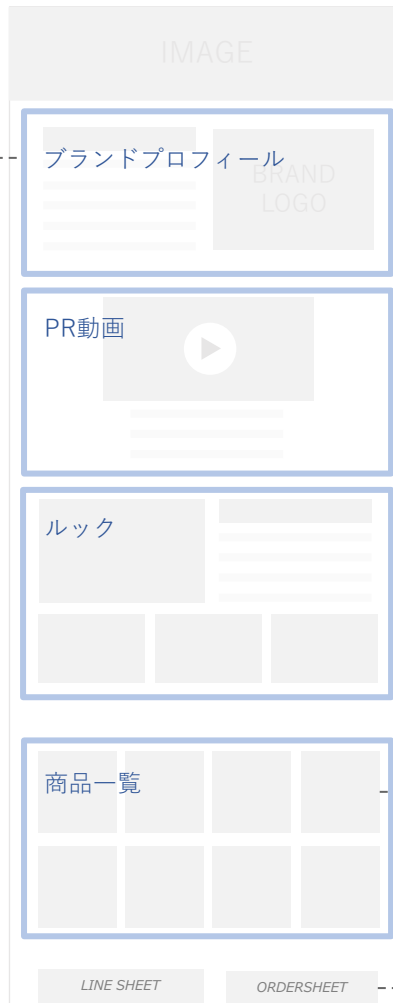 IMAGE
ブランドプロフィール
BRAND
LOGO
PR動画
ルック
商品一覧
LINE SHEET
ORDERSHEET